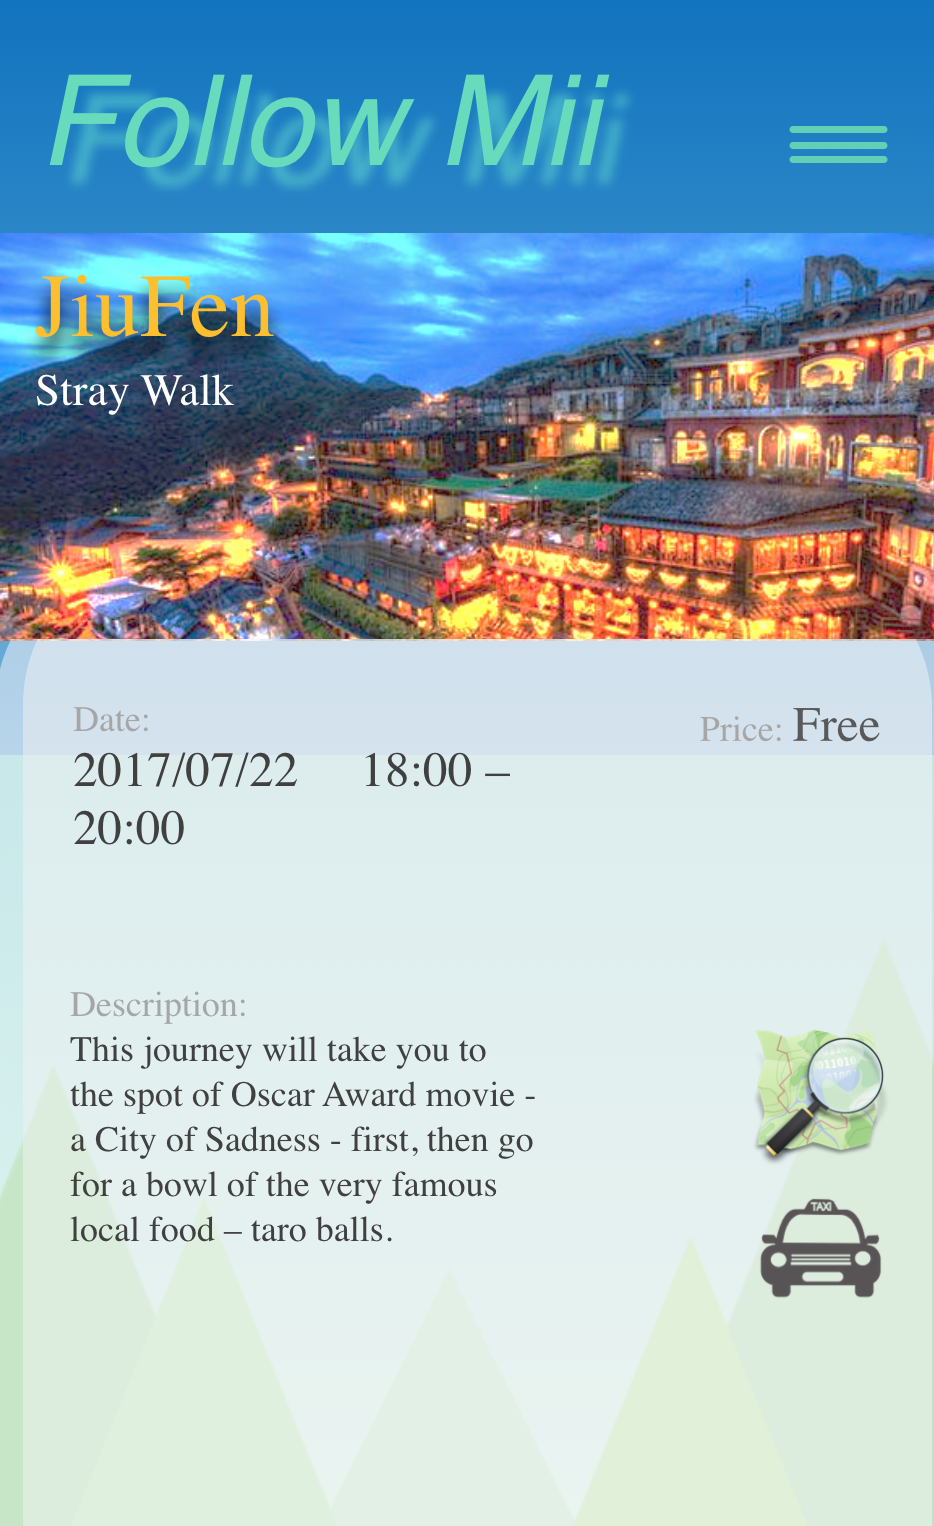 Follow Mii
JiuFen
Stray Walk
Date:
2017/07/22 18:00 –
20:00
Price: Free
Description:
This journey will take you to
the spot of Oscar Award movie -
a City of Sadness - first, then go
for a bowl of the very famous
local food – taro balls.
TAXI